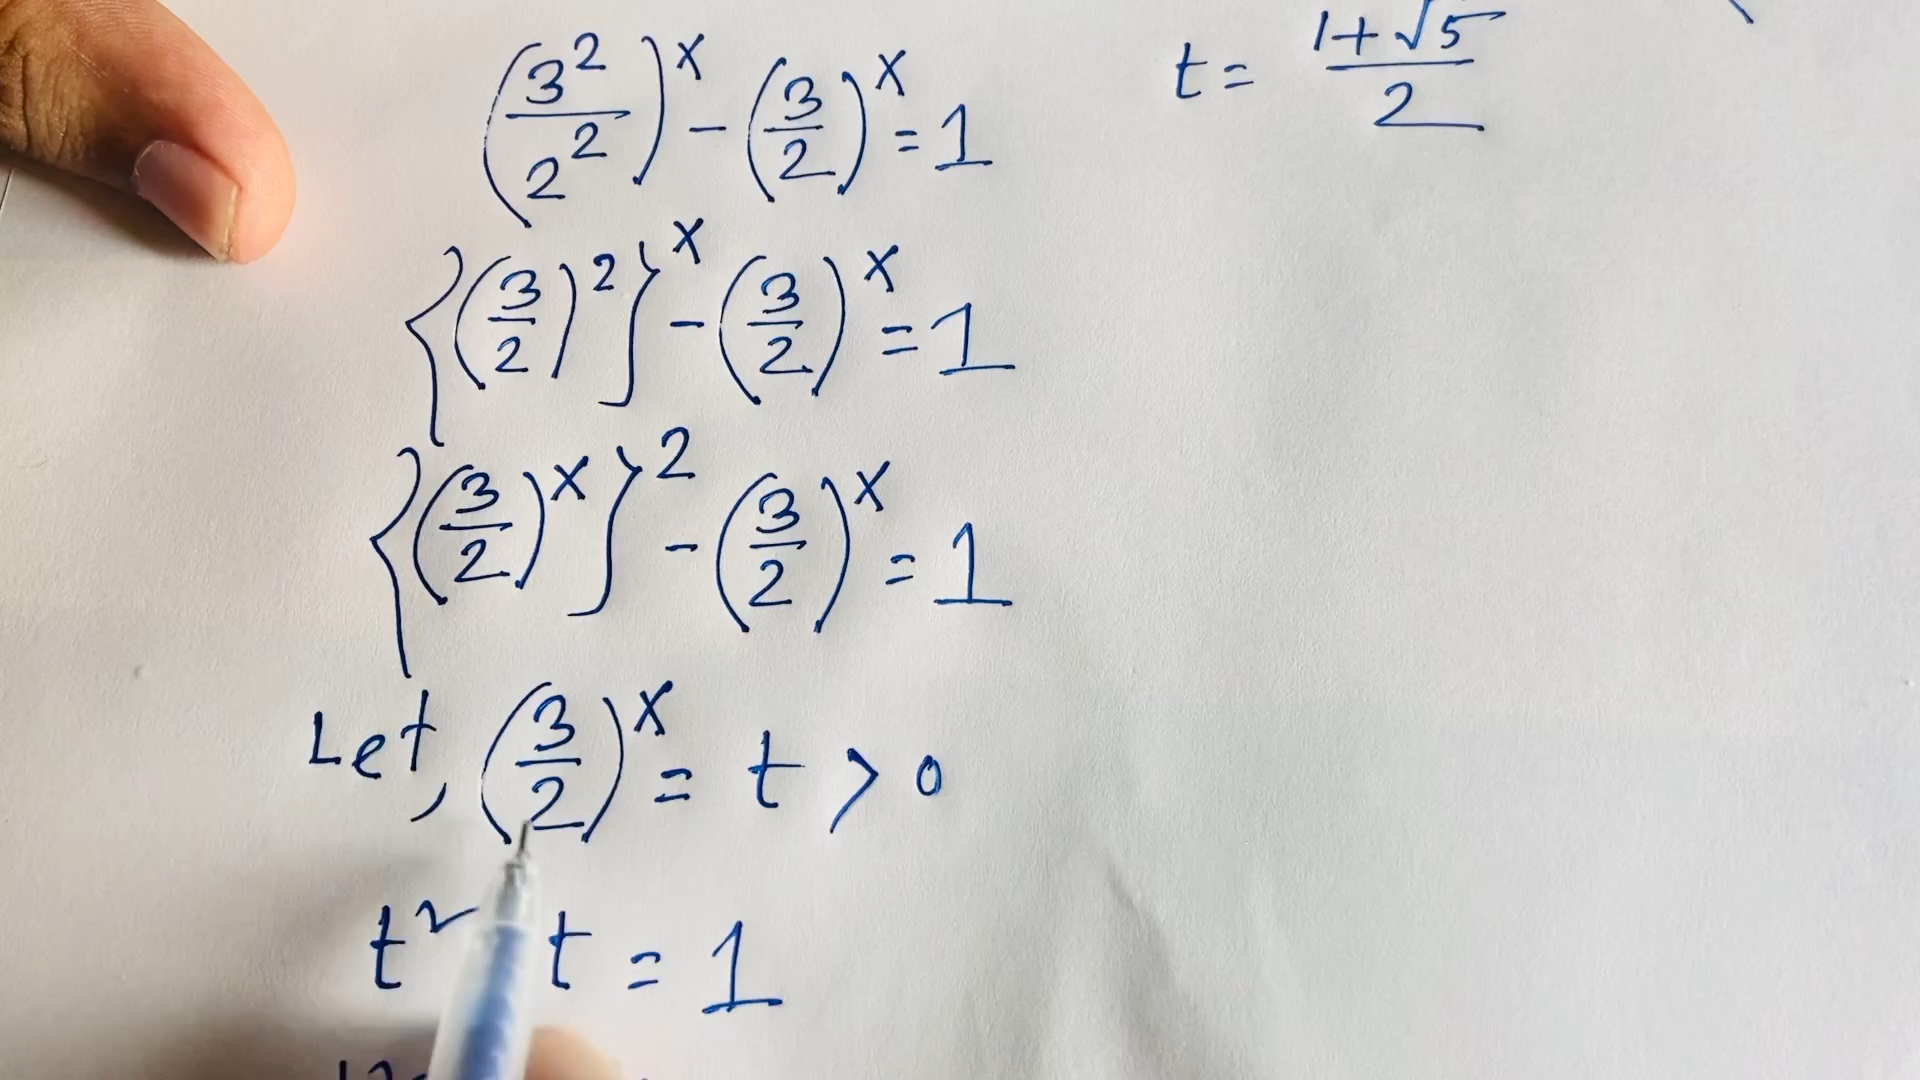 (3²/2²)ˣ - (3/2)ˣ = 1
{(3/2)²}ˣ - (3/2)ˣ = 1
{(3/2)ˣ}² - (3/2)ˣ = 1
Let, (3/2)ˣ = t > 0
t² t = 1
t = (1+√5)/2